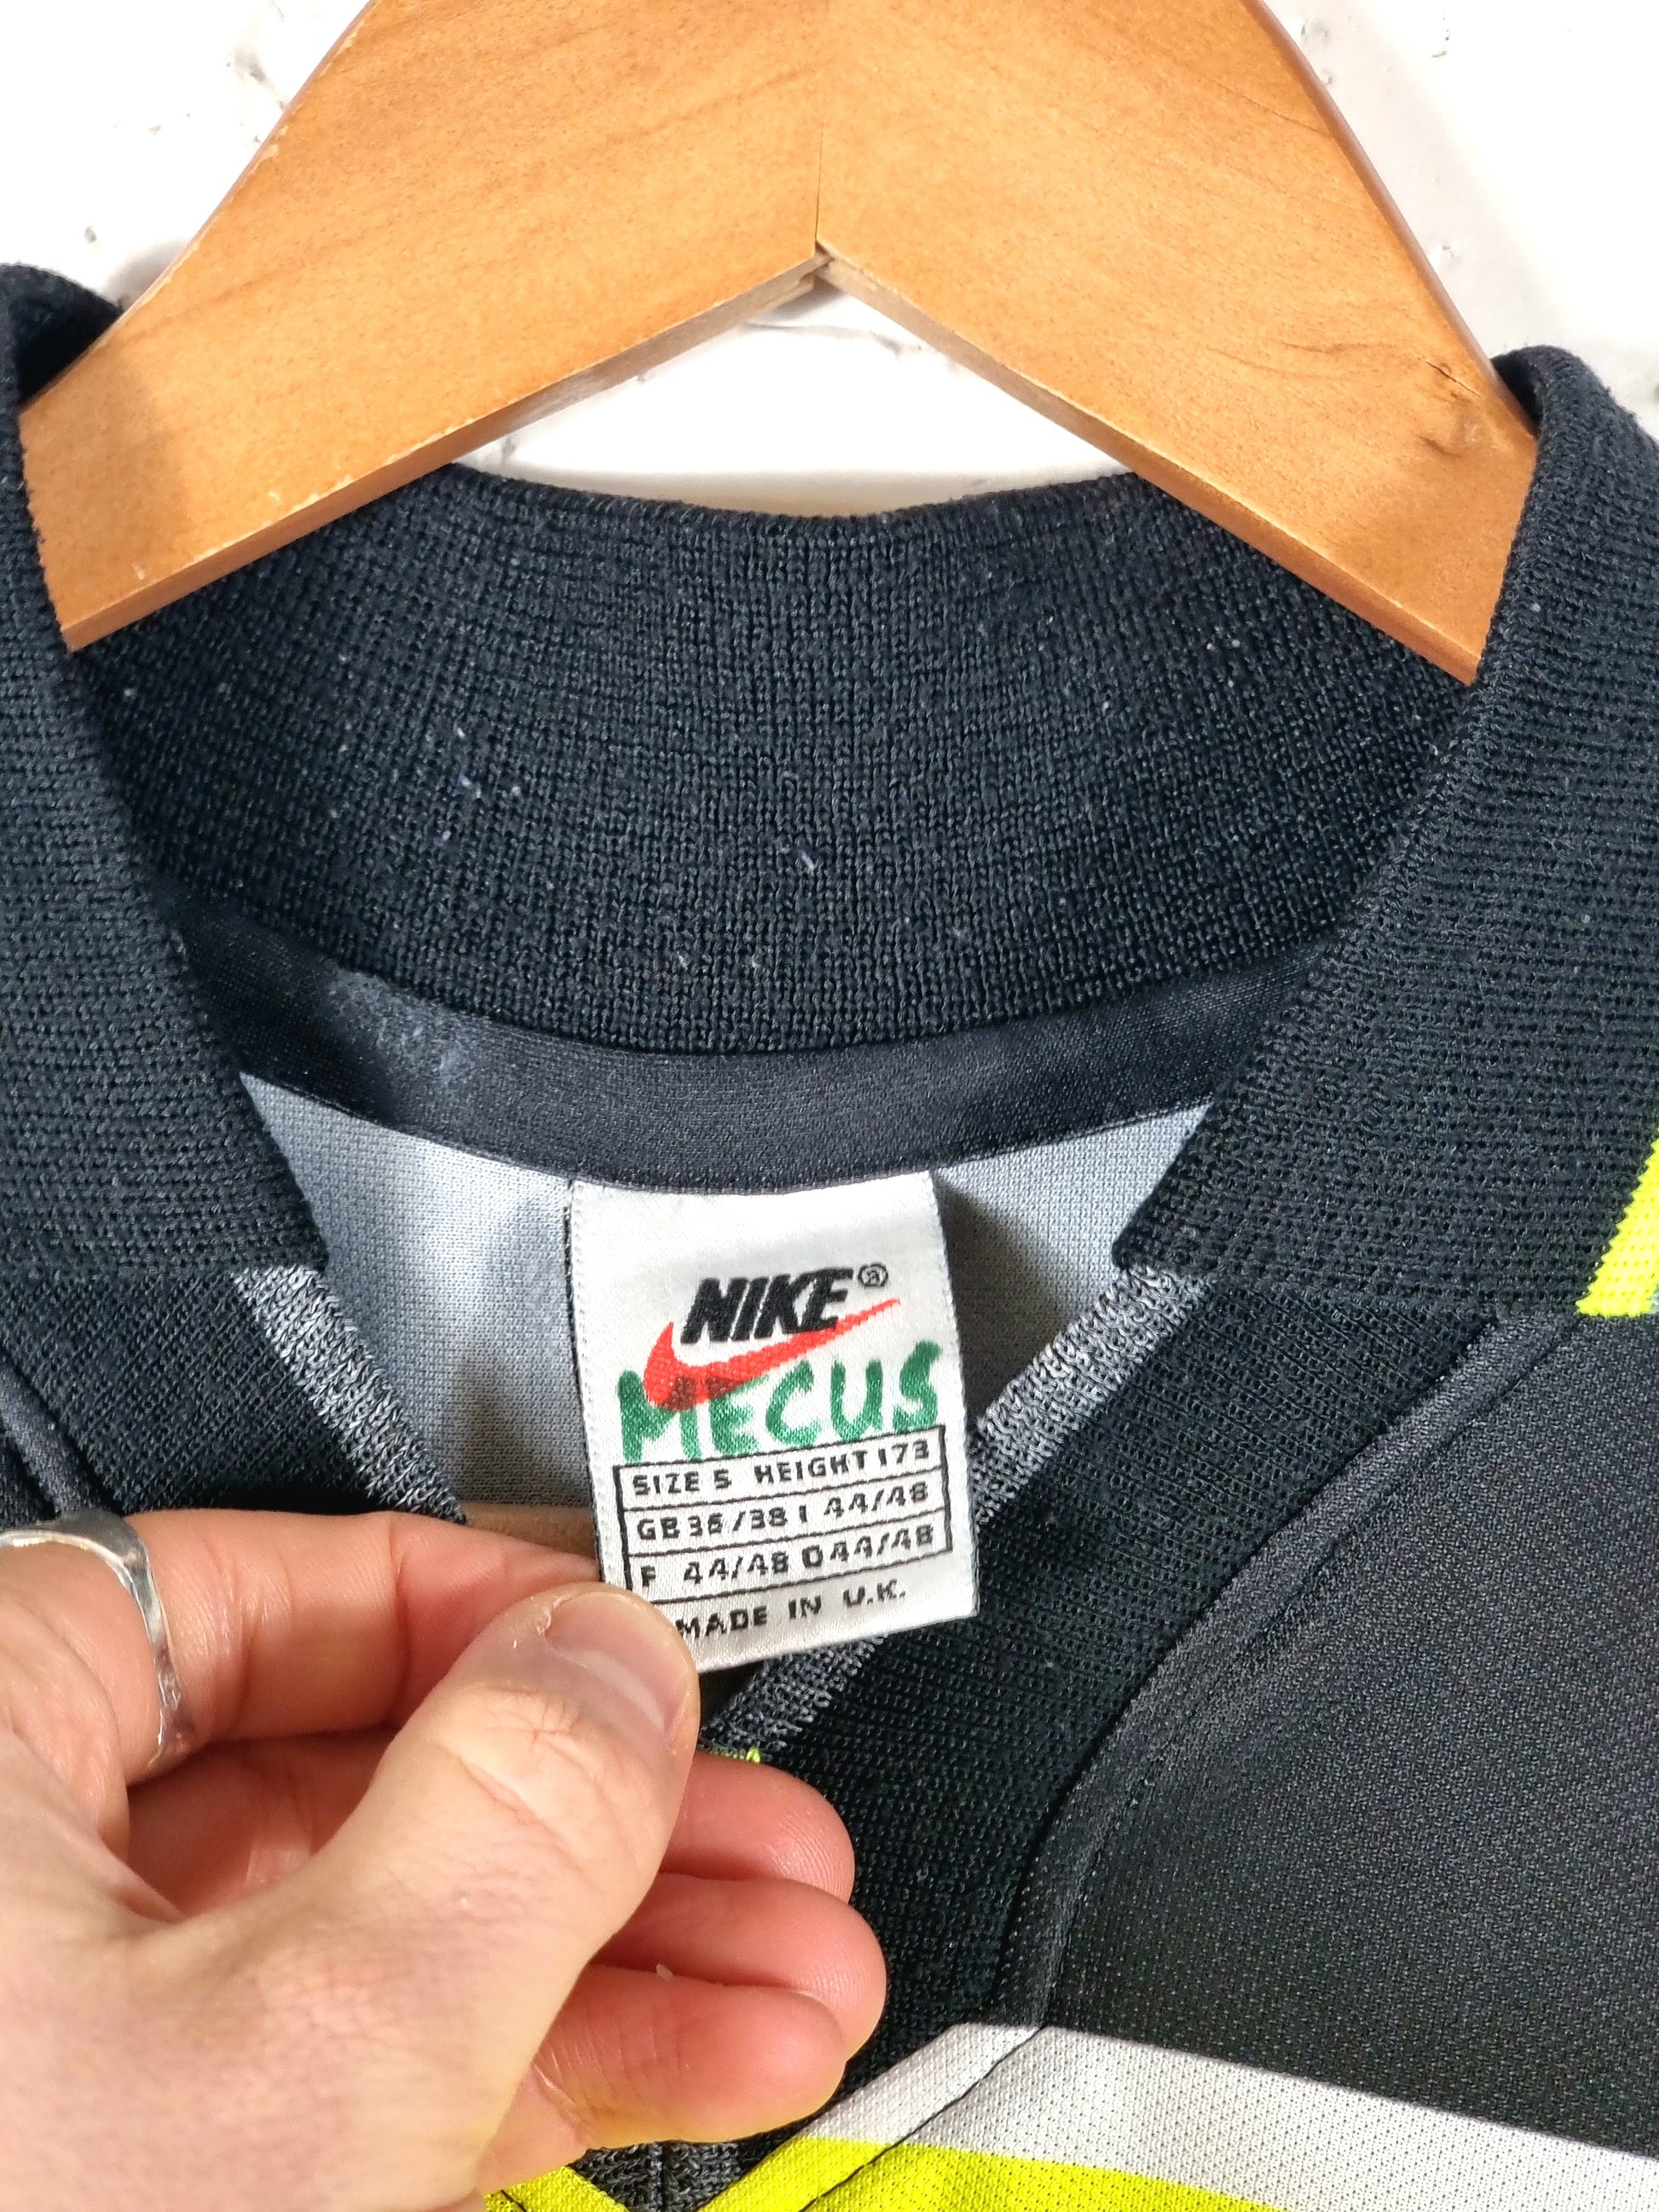 NIKE®
MECUS
SIZE S HEIGHT 173
GB 36/38 I 44/48
F 44/48 D 44/48
MADE IN U.K.